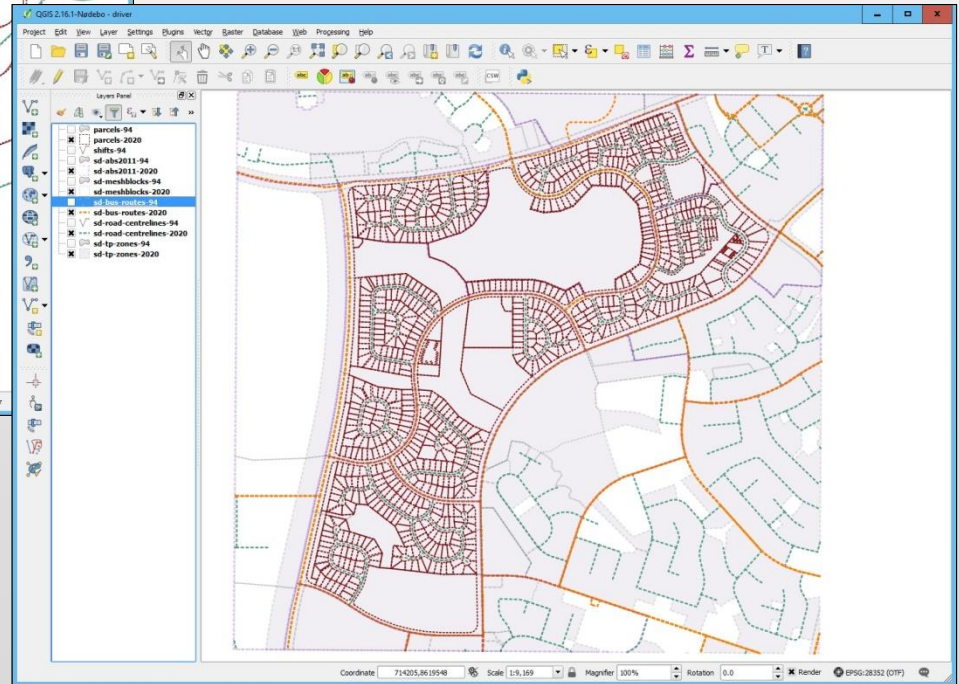 QGIS 2.16.1-Nødebo - driver
Project Edit View Layer Settings Plugins Vector Raster Database Web Processing Help
Layers Panel
parcels-94
parcels-2020
shifts-94
sd-abs2011-94
sd-abs2011-2020
sd-meshblocks-94
sd-meshblocks-2020
sd-bus-routes-94
sd-bus-routes-2020
sd-road-centrelines-94
sd-road-centrelines-2020
sd-tp-zones-94
sd-tp-zones-2020
Coordinate 714205,8619548 Scale 1:9,169 Magnifier 100% Rotation 0.0 Render EPSG:28352 (OTF)